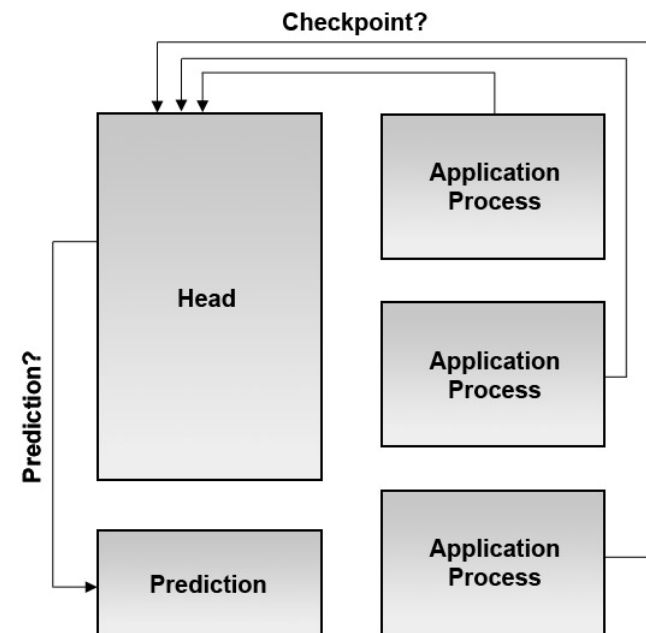 Checkpoint?
Application
Process
Head
Application
Process
Prediction?
Prediction
Application
Process